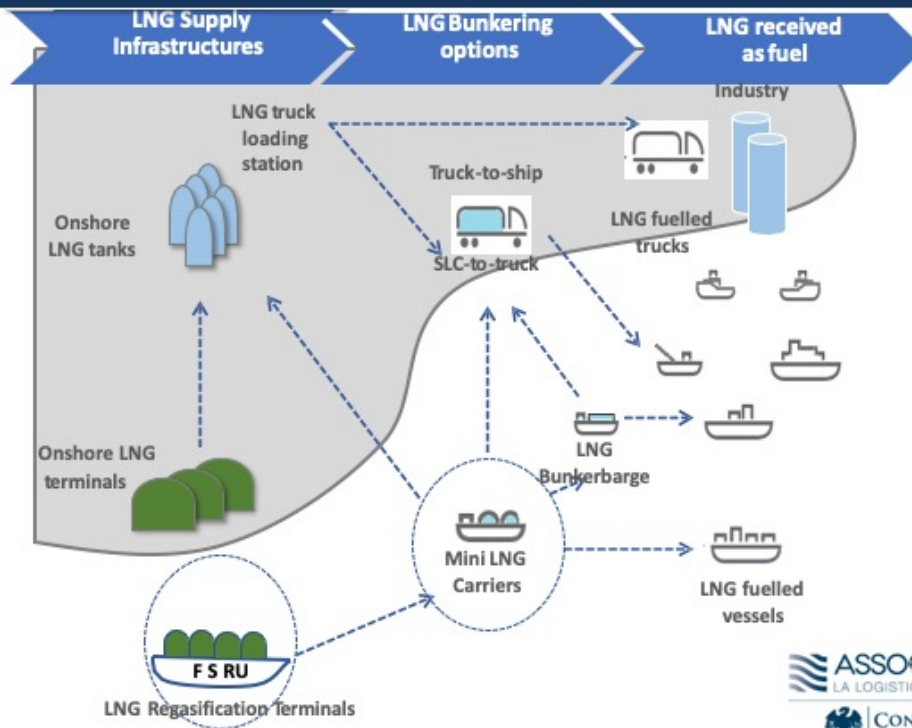 LNG Supply
Infrastructures
LNG Bunkering
options
LNG received
as fuel
LNG truck
loading
station
Industry
Truck-to-ship
Onshore
LNG tanks
LNG fuelled
trucks
SLC-to-truck
Onshore LNG
terminals
LNG
Bunkerbarge
Mini LNG
Carriers
LNG fuelled
vessels
F S RU
LNG Regasification Terminals
ASSO
LA LOGISTIC
CON